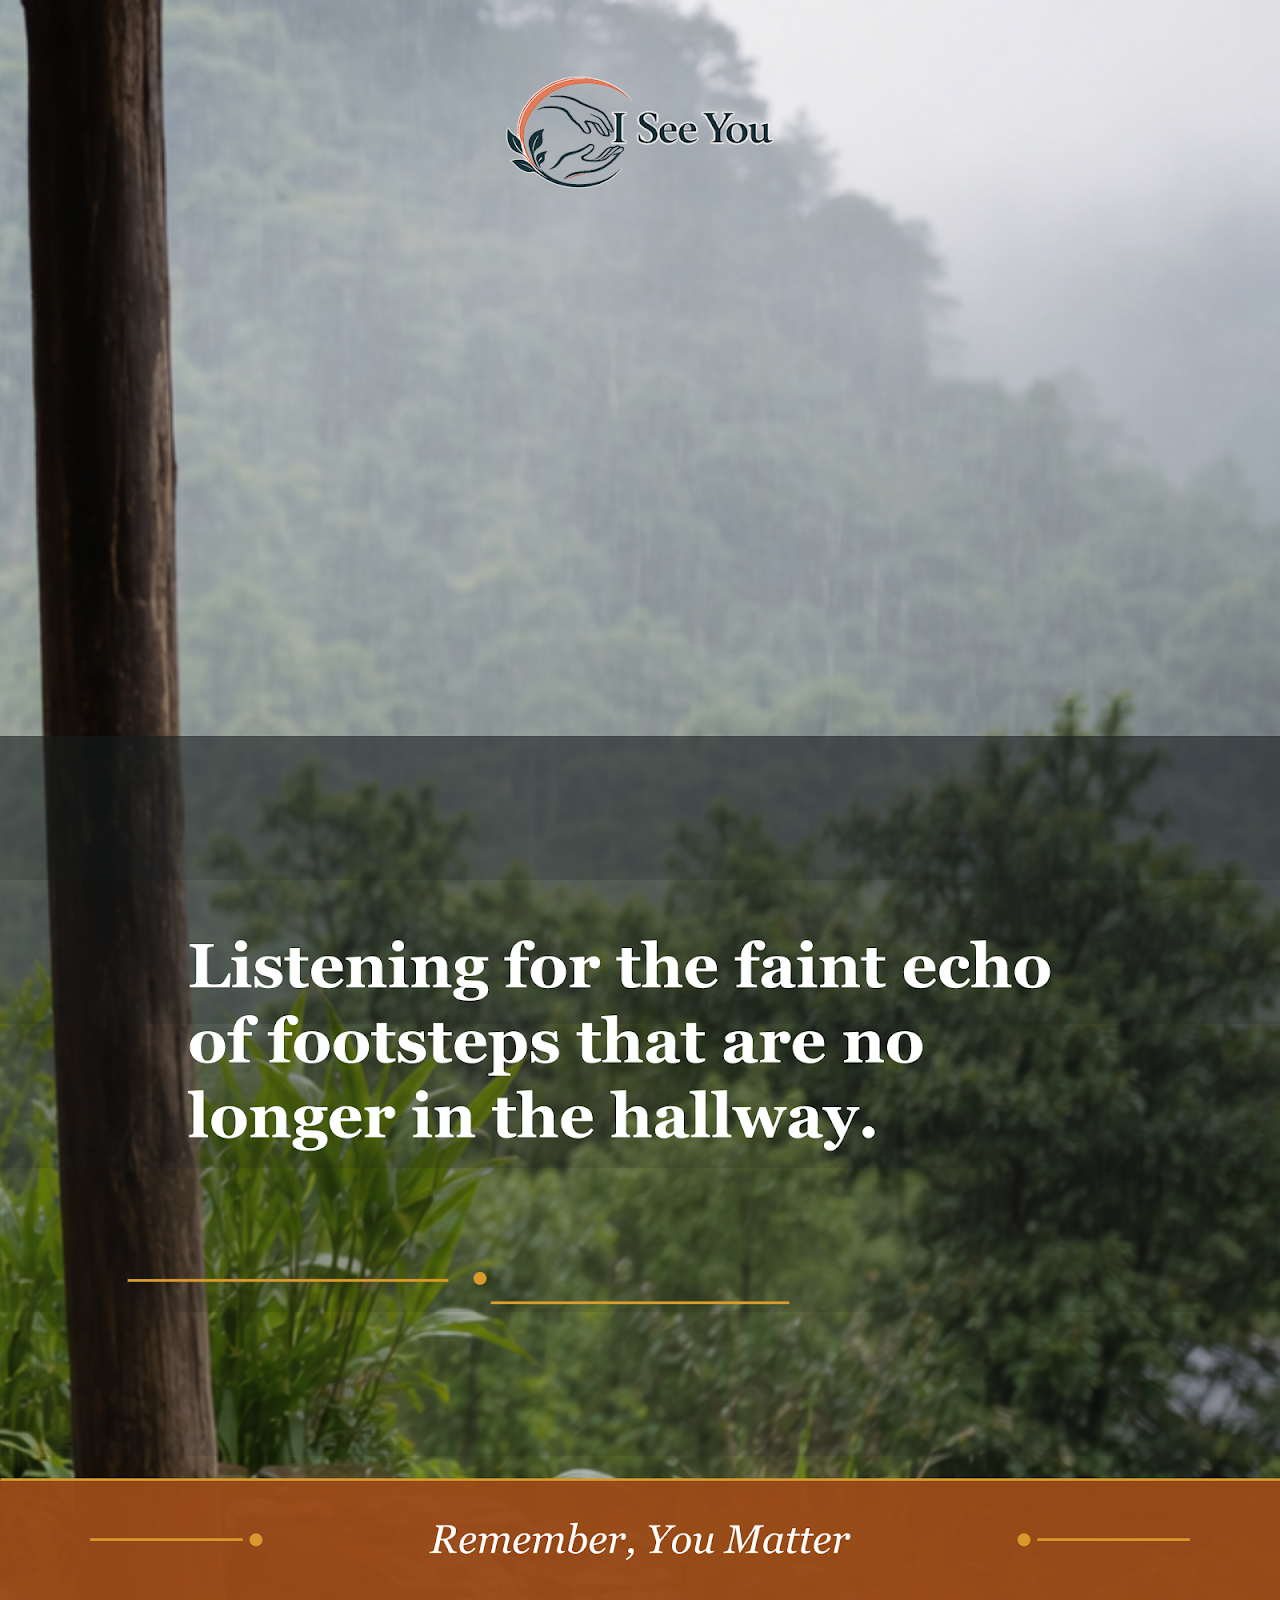 I See You
Listening for the faint echo
of footsteps that are no
longer in the hallway.
Remember, You Matter